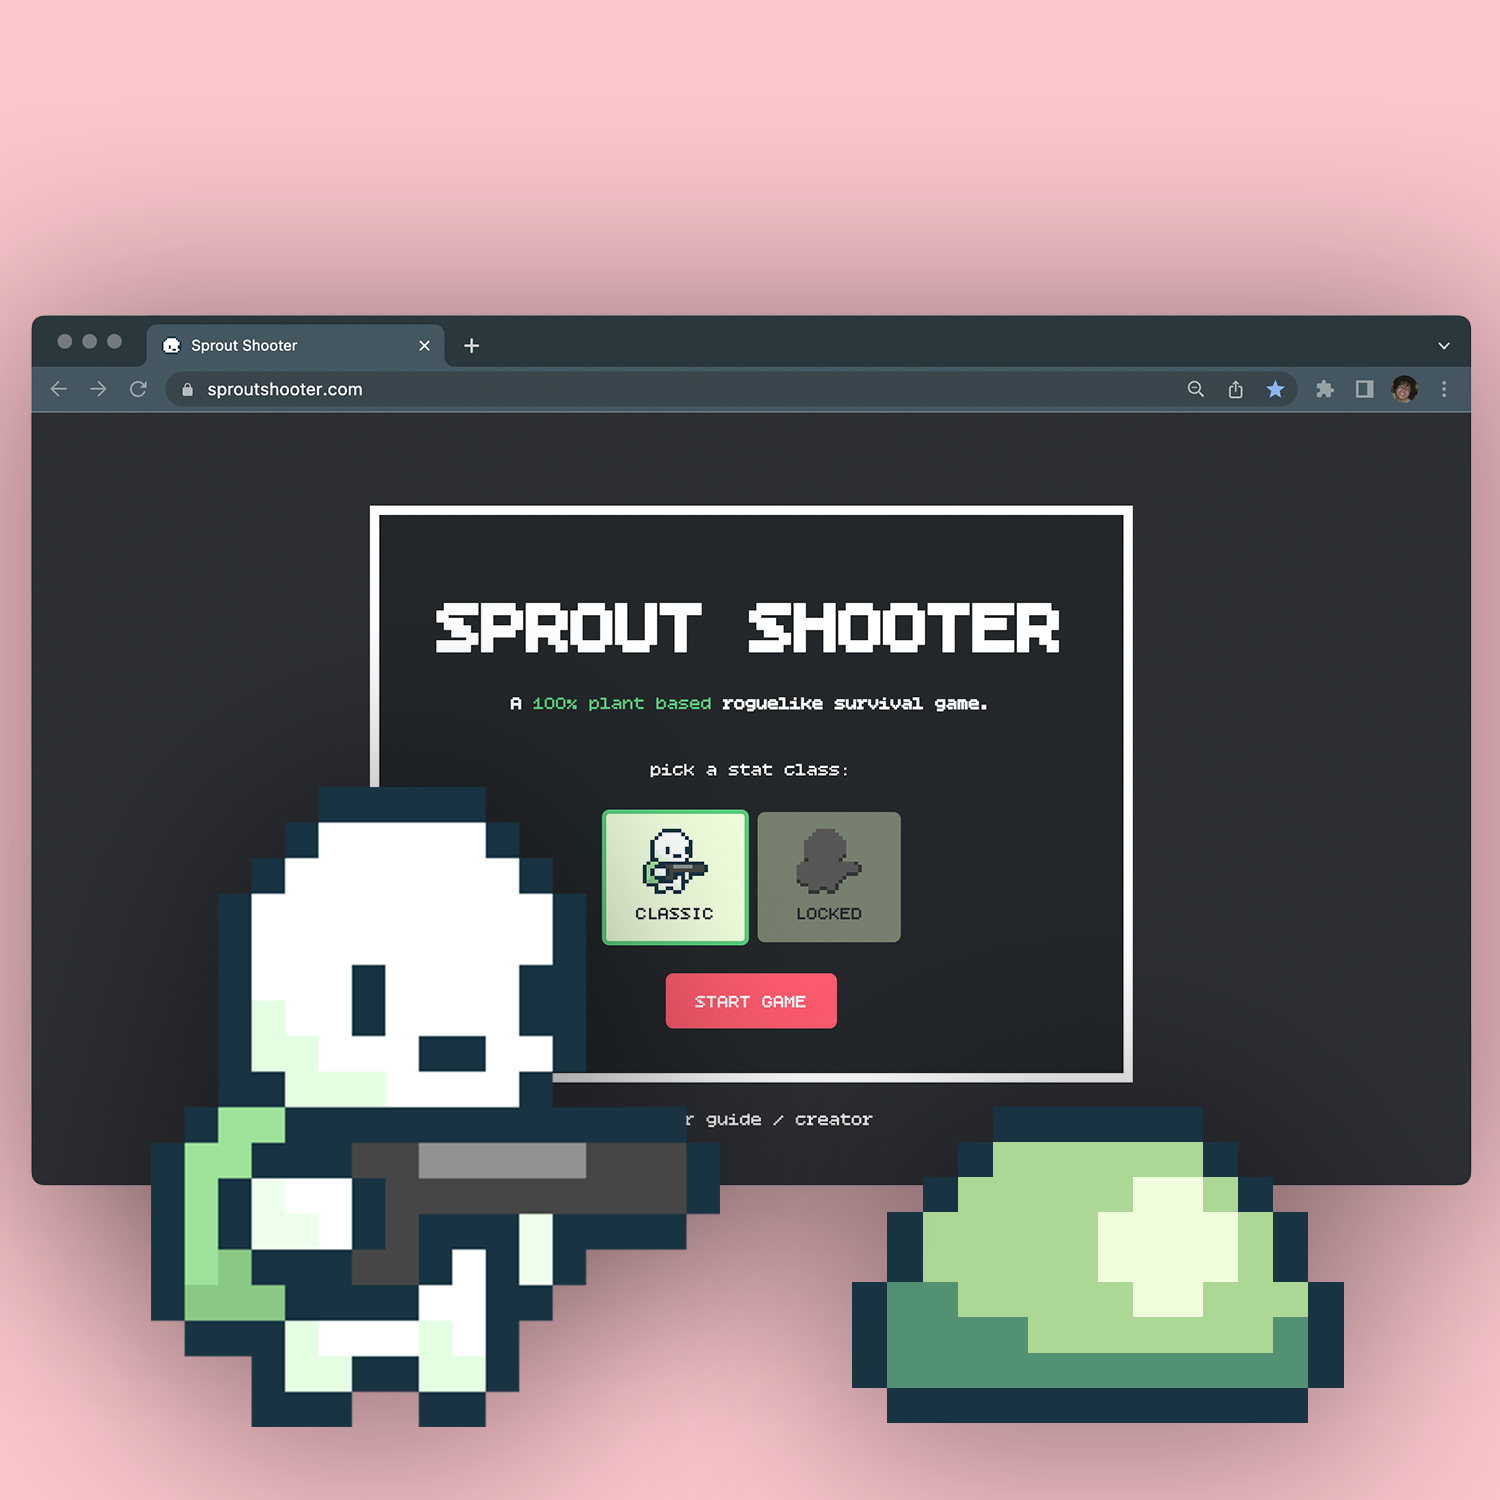 Sprout Shooter
sproutshooter.com
SPROUT SHOOTER
A 100% plant based roguelike survival game.
pick a stat class:
CLASSIC
LOCKED
START GAME
guide / creator